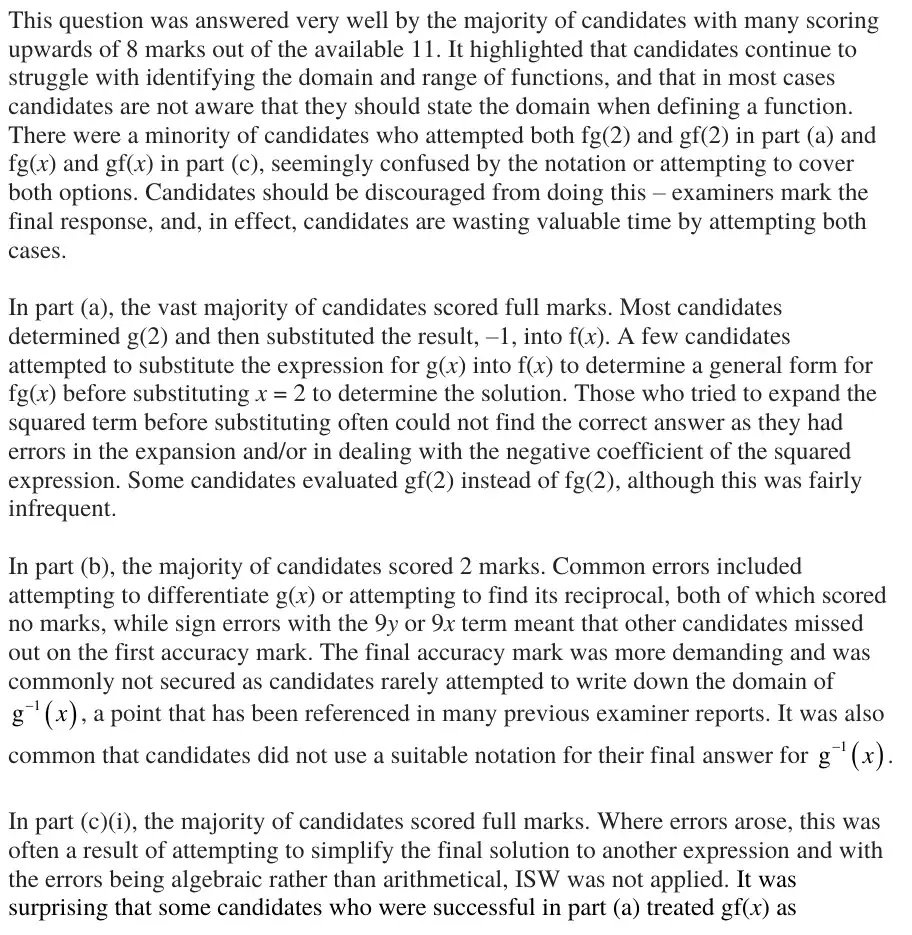 This question was answered very well by the majority of candidates with many scoring
upwards of 8 marks out of the available 11. It highlighted that candidates continue to
struggle with identifying the domain and range of functions, and that in most cases
candidates are not aware that they should state the domain when defining a function.
There were a minority of candidates who attempted both fg(2) and gf(2) in part (a) and
fg(x) and gf(x) in part (c), seemingly confused by the notation or attempting to cover
both options. Candidates should be discouraged from doing this – examiners mark the
final response, and, in effect, candidates are wasting valuable time by attempting both
cases.
In part (a), the vast majority of candidates scored full marks. Most candidates
determined g(2) and then substituted the result, –1, into f(x). A few candidates
attempted to substitute the expression for g(x) into f(x) to determine a general form for
fg(x) before substituting x = 2 to determine the solution. Those who tried to expand the
squared term before substituting often could not find the correct answer as they had
errors in the expansion and/or in dealing with the negative coefficient of the squared
expression. Some candidates evaluated gf(2) instead of fg(2), although this was fairly
infrequent.
In part (b), the majority of candidates scored 2 marks. Common errors included
attempting to differentiate g(x) or attempting to find its reciprocal, both of which scored
no marks, while sign errors with the 9y or 9x term meant that other candidates missed
out on the first accuracy mark. The final accuracy mark was more demanding and was
commonly not secured as candidates rarely attempted to write down the domain of
g⁻¹(x), a point that has been referenced in many previous examiner reports. It was also
common that candidates did not use a suitable notation for their final answer for g⁻¹(x).
In part (c)(i), the majority of candidates scored full marks. Where errors arose, this was
often a result of attempting to simplify the final solution to another expression and with
the errors being algebraic rather than arithmetical, ISW was not applied. It was
surprising that some candidates who were successful in part (a) treated gf(x) as